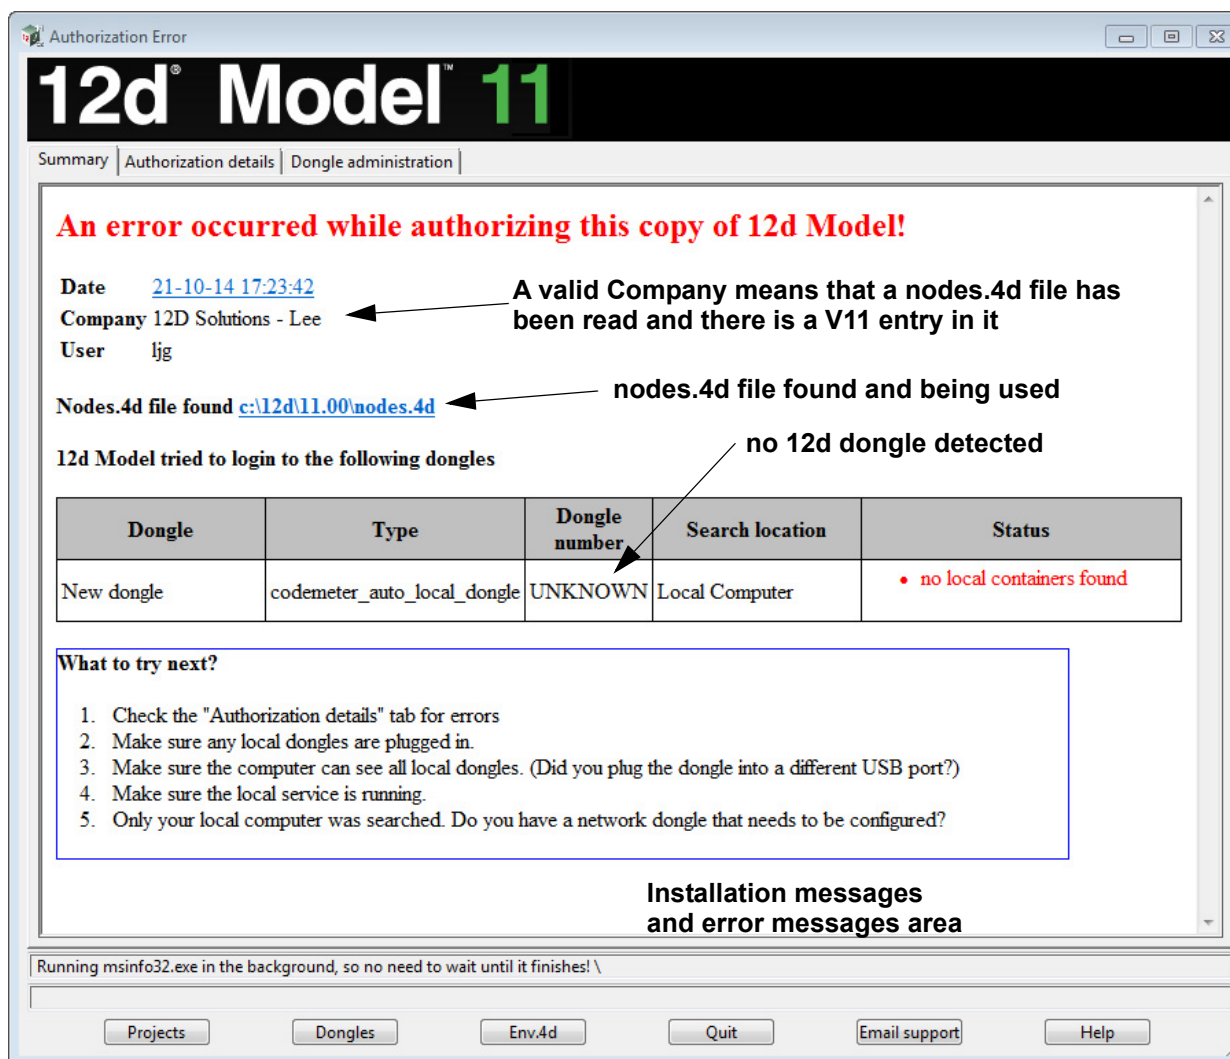 Authorization Error
12d® Model™ 11
Summary Authorization details Dongle administration
An error occurred while authorizing this copy of 12d Model!
Date 21-10-14 17:23:42
Company 12D Solutions - Lee
User ljg
A valid Company means that a nodes.4d file has
been read and there is a V11 entry in it
Nodes.4d file found c:\12d\11.00\nodes.4d
nodes.4d file found and being used
no 12d dongle detected
12d Model tried to login to the following dongles
Dongle Type Dongle number Search location Status
New dongle codemeter_auto_local_dongle UNKNOWN Local Computer • no local containers found
What to try next?
1. Check the "Authorization details" tab for errors
2. Make sure any local dongles are plugged in.
3. Make sure the computer can see all local dongles. (Did you plug the dongle into a different USB port?)
4. Make sure the local service is running.
5. Only your local computer was searched. Do you have a network dongle that needs to be configured?
Installation messages
and error messages area
Running msinfo32.exe in the background, so no need to wait until it finishes! \
Projects Dongles Env.4d Quit Email support Help